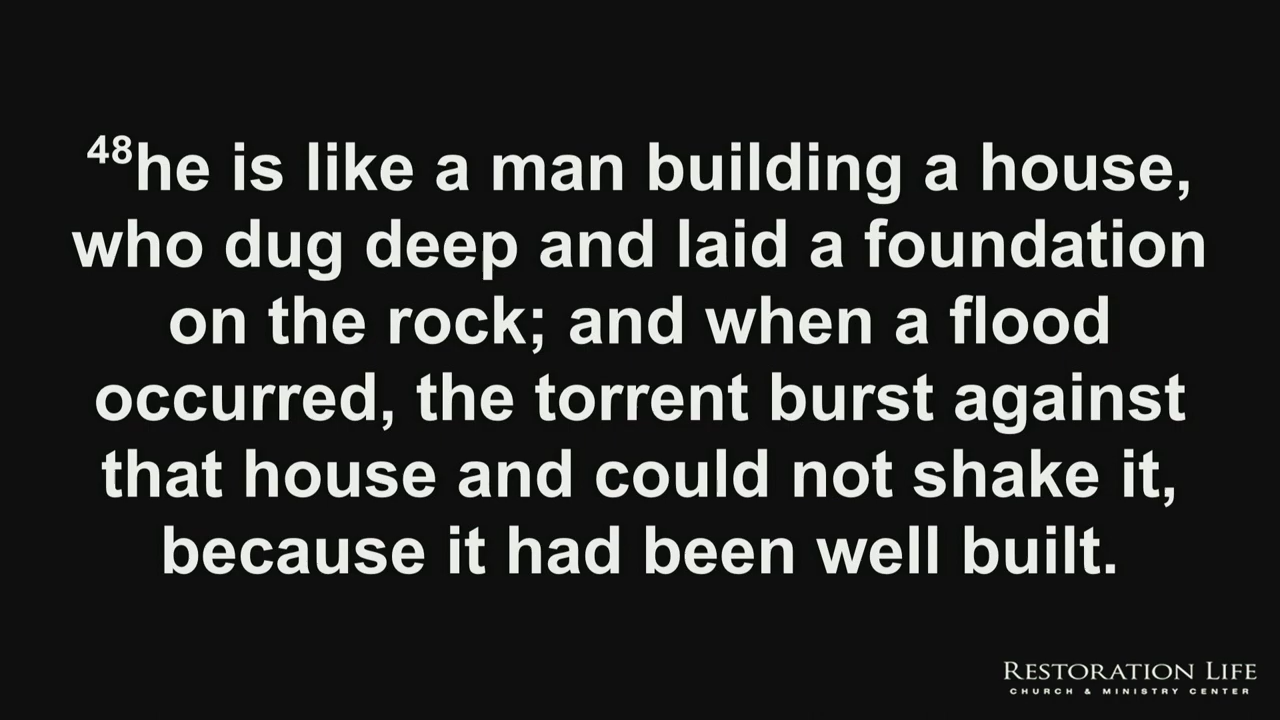 48he is like a man building a house,
who dug deep and laid a foundation
on the rock; and when a flood
occurred, the torrent burst against
that house and could not shake it,
because it had been well built.
RESTORATION LIFE
CHURCH & MINISTRY CENTER